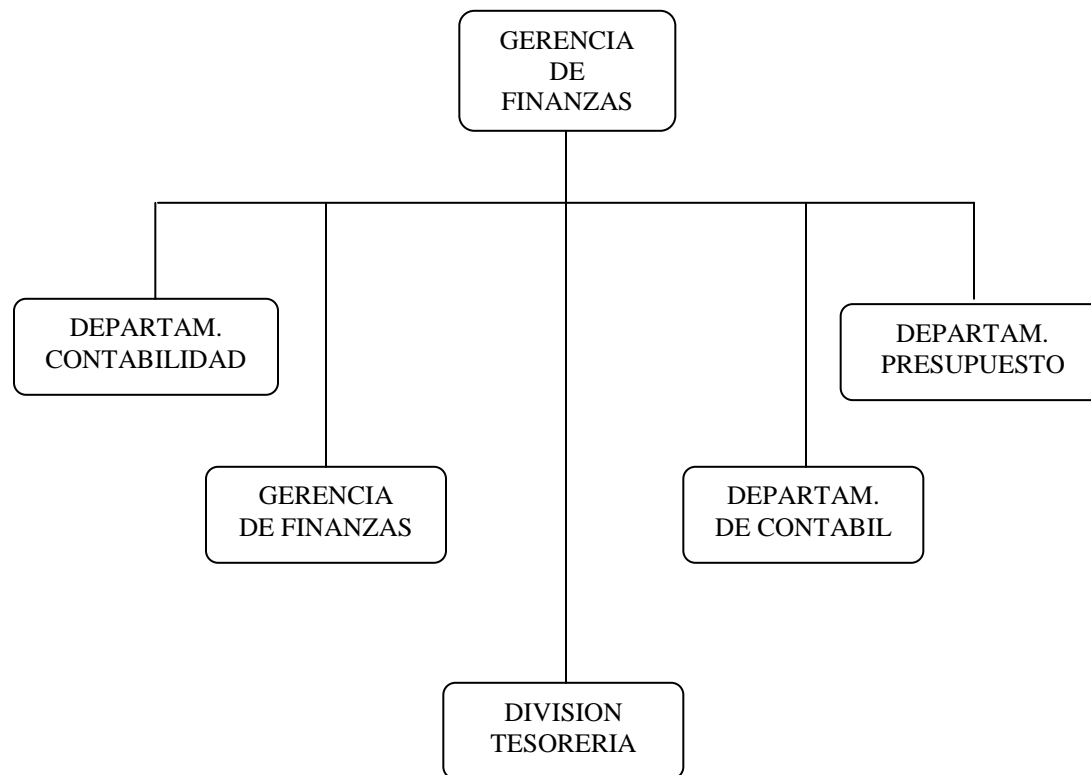 GERENCIA
DE
FINANZAS
DEPARTAM.
CONTABILIDAD
DEPARTAM.
PRESUPUESTO
GERENCIA
DE FINANZAS
DEPARTAM.
DE CONTABIL
DIVISION
TESORERIA